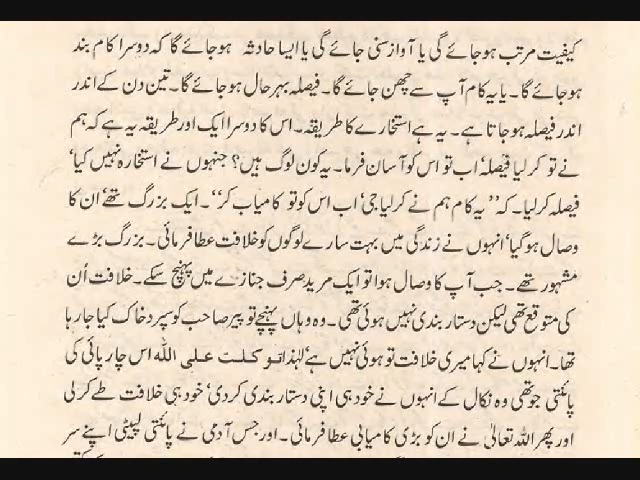 کیفیت مرتب ہوجائے گی یا آواز سنی جائے گی یا ایسا حادثہ ہوجائے گا کہ دوسرا کام بند
ہوجائے گا۔ یا یہ کام آپ سے چھن جائے گا۔ فیصلہ بہرحال ہوجائے گا۔ تین دن کے اندر
اندر فیصلہ ہوجاتا ہے۔ یہ ہے استخارے کا طریقہ۔ اس کا دوسرا ایک اور طریقہ یہ ہے کہ ہم
نے تو کرلیا فیصلہ‘ اب تو اس کو آسان فرما۔ یہ کون لوگ ہیں؟ جنہوں نے استخارہ نہیں کیا‘
فیصلہ کرلیا۔ کہ ’’یہ کام ہم نے کرلیا جی‘ اب اس کو تو کامیاب کر‘‘۔ ایک بزرگ تھے‘ ان کا
وصال ہوگیا‘ انہوں نے زندگی میں بہت سارے لوگوں کو خلافت عطا فرمائی۔ بزرگ بڑے
مشہور تھے۔ جب آپ کا وصال ہوا تو ایک مرید صرف جنازے میں پہنچ سکے۔ خلافت اُن
کی متوقع تھی لیکن دستار بندی نہیں ہوئی تھی۔ وہ وہاں پہنچے تو پیر صاحب کو سپرد خاک کیا جا رہا
تھا۔ انہوں نے کہا میری خلافت تو ہوئی نہیں ہے‘ لہٰذا تو کلت علی اللہ اس چارپائی کی
پائنتی جو تھی وہ نکال کے انہوں نے خود ہی اپنی دستار بندی کردی‘ خود ہی خلافت طے کرلی
اور پھر اللہ تعالیٰ نے ان کو بڑی کامیابی عطا فرمائی۔ اور جس آدمی نے پائنتی لپیٹی اپنے سر